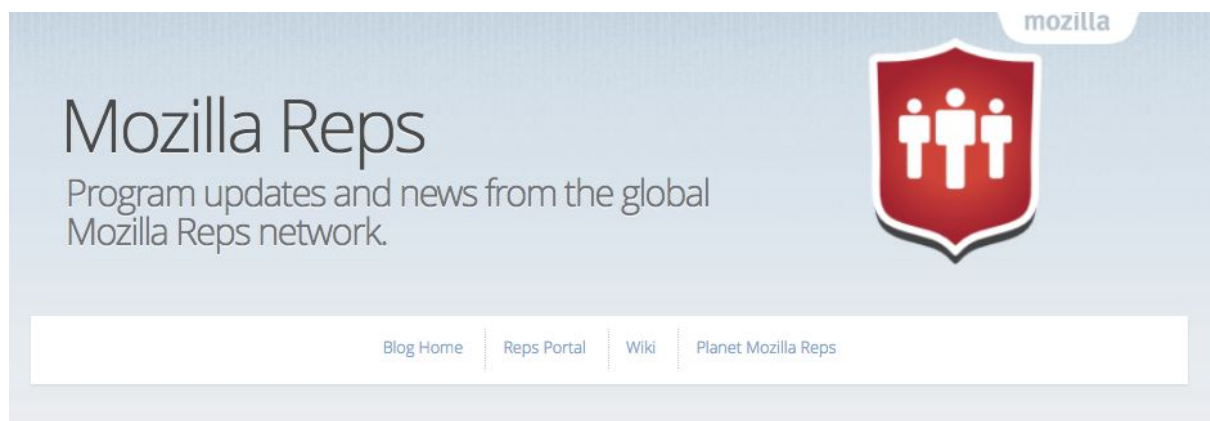 mozilla
Mozilla Reps
Program updates and news from the global
Mozilla Reps network.
Blog Home Reps Portal Wiki Planet Mozilla Reps